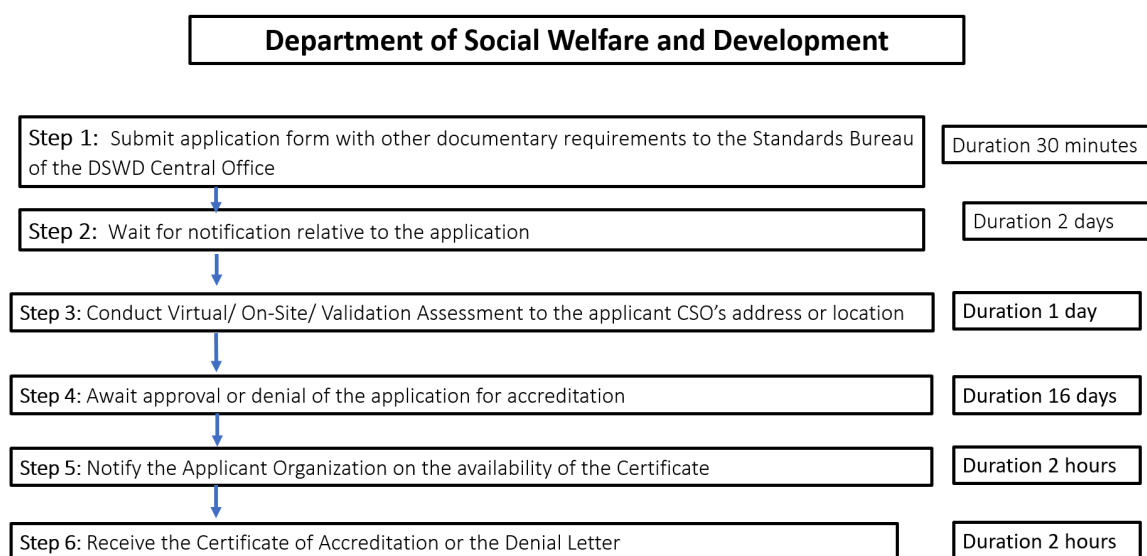 Department of Social Welfare and Development
Step 1: Submit application form with other documentary requirements to the Standards Bureau
of the DSWD Central Office
Duration 30 minutes
Step 2: Wait for notification relative to the application
Duration 2 days
Step 3: Conduct Virtual/ On-Site/ Validation Assessment to the applicant CSO’s address or location
Duration 1 day
Step 4: Await approval or denial of the application for accreditation
Duration 16 days
Step 5: Notify the Applicant Organization on the availability of the Certificate
Duration 2 hours
Step 6: Receive the Certificate of Accreditation or the Denial Letter
Duration 2 hours